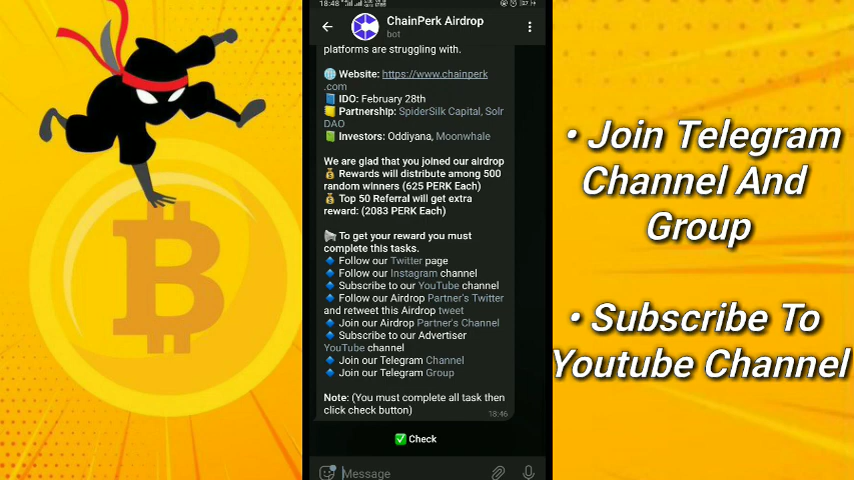 18:48
ChainPerk Airdrop
bot
platforms are struggling with.
Website: https://www.chainperk
.com
IDO: February 28th
Partnership: SpiderSilk Capital, Solr
DAO
Investors: Oddiyana, Moonwhale
We are glad that you joined our airdrop
Rewards will distribute among 500
random winners (625 PERK Each)
Top 50 Referral will get extra
reward: (2083 PERK Each)
To get your reward you must
complete this tasks.
Follow our Twitter page
Follow our Instagram channel
Subscribe to our YouTube channel
Follow our Airdrop Partner's Twitter
and retweet this Airdrop tweet
Join our Airdrop Partner's Channel
Subscribe to our Advertiser
YouTube channel
Join our Telegram Channel
Join our Telegram Group
Note: (You must complete all task then
click check button)
18:46
Check
Message
• Join Telegram
Channel And
Group
• Subscribe To
Youtube Channel